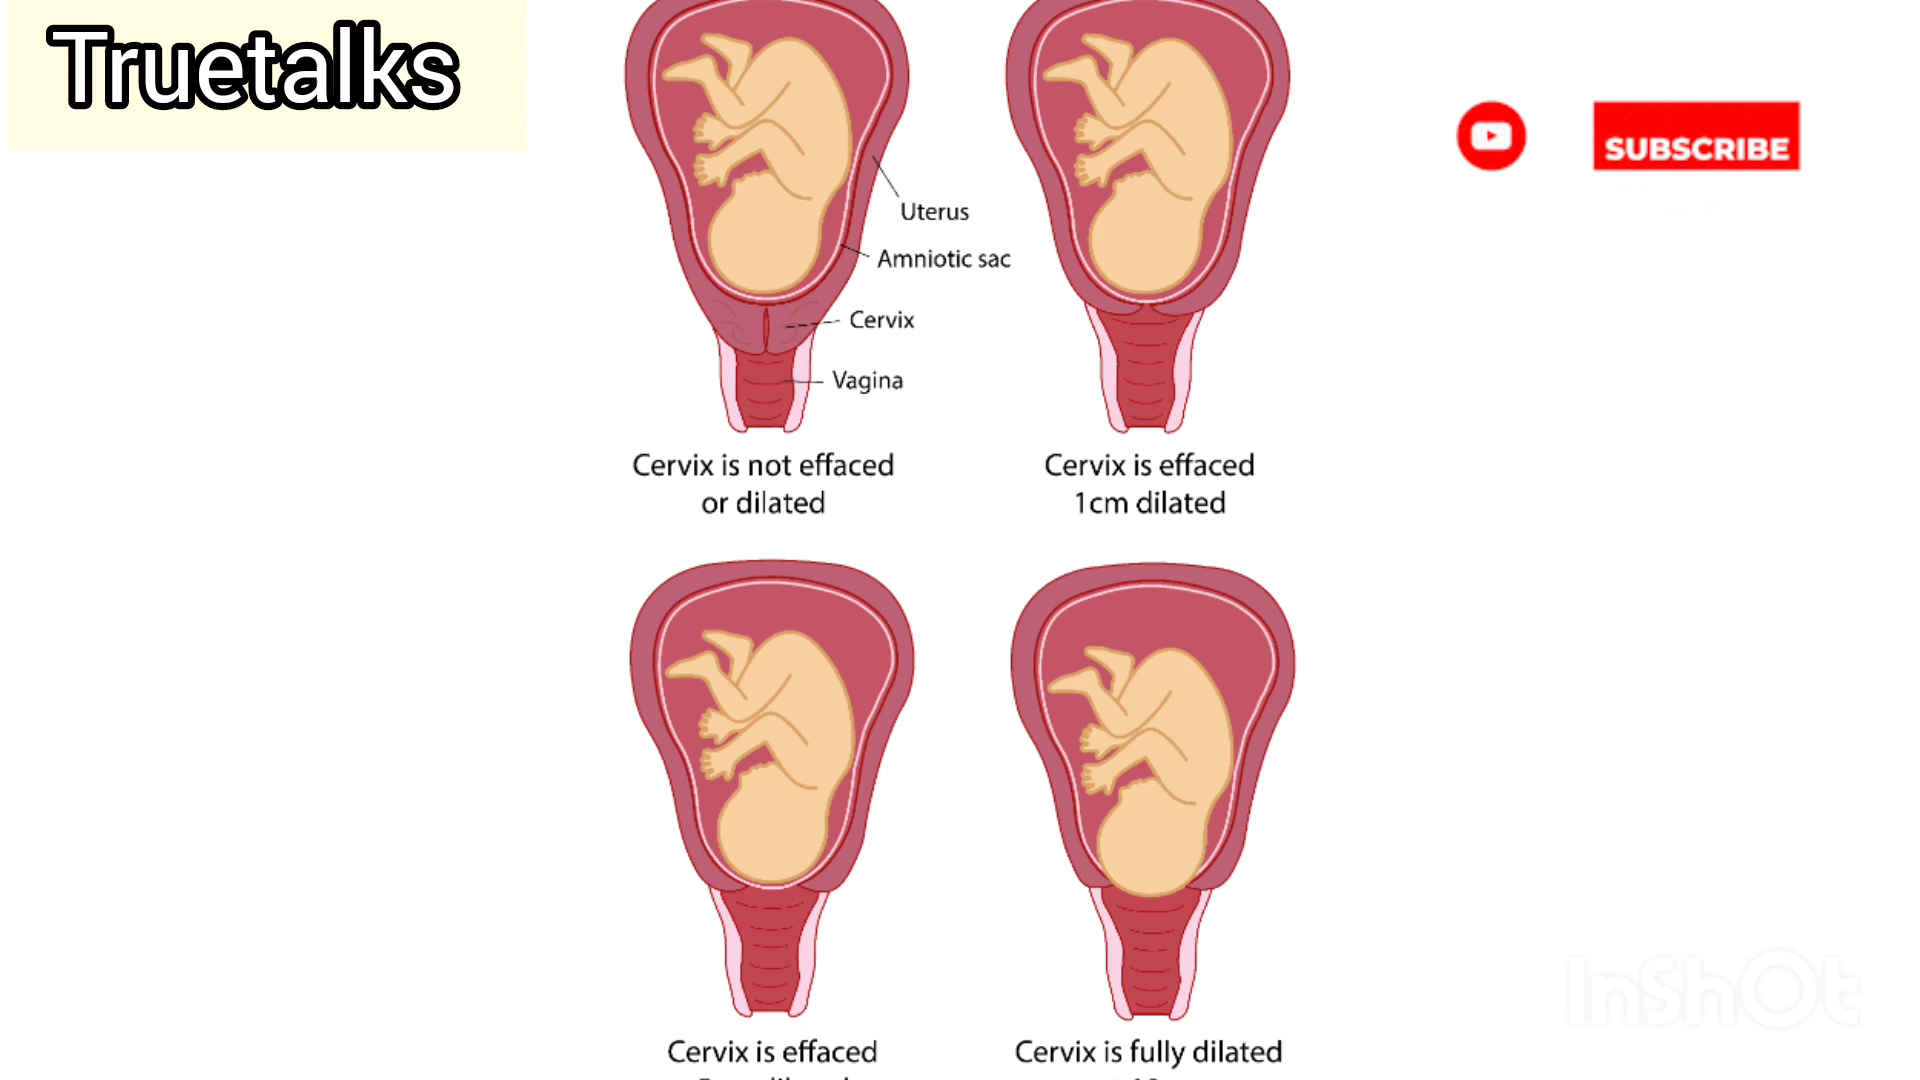 Truetalks
SUBSCRIBE
Uterus
Amniotic sac
Cervix
Vagina
Cervix is not effaced
or dilated
Cervix is effaced
1cm dilated
Cervix is effaced
Cervix is fully dilated
InShOt